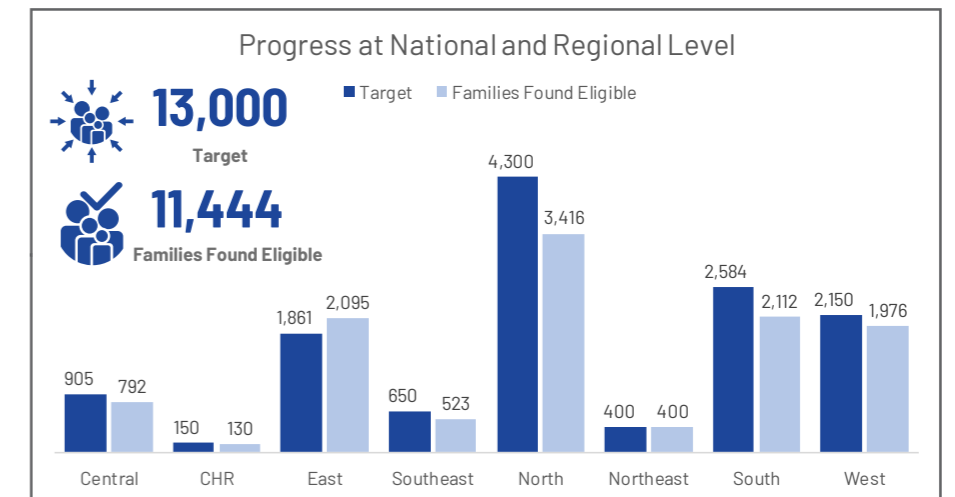 Progress at National and Regional Level
13,000
Target
11,444
Families Found Eligible
Target
Families Found Eligible
905
792
150
130
1,861
2,095
650
523
4,300
3,416
400
400
2,584
2,112
2,150
1,976
Central
CHR
East
Southeast
North
Northeast
South
West